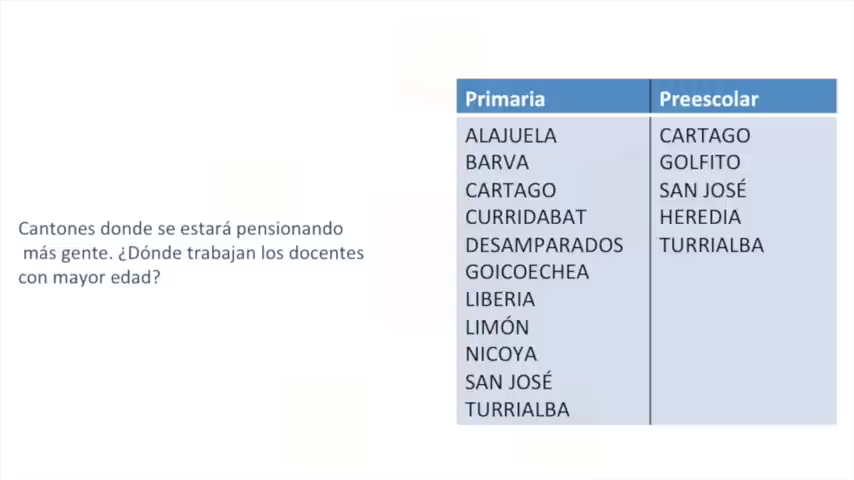 Cantones donde se estará pensionando
más gente. ¿Dónde trabajan los docentes
con mayor edad?
Primaria Preescolar
ALAJUELA CARTAGO
BARVA GOLFITO
CARTAGO SAN JOSÉ
CURRIDABAT HEREDIA
DESAMPARADOS TURRIALBA
GOICOECHEA
LIBERIA
LIMÓN
NICOYA
SAN JOSÉ
TURRIALBA